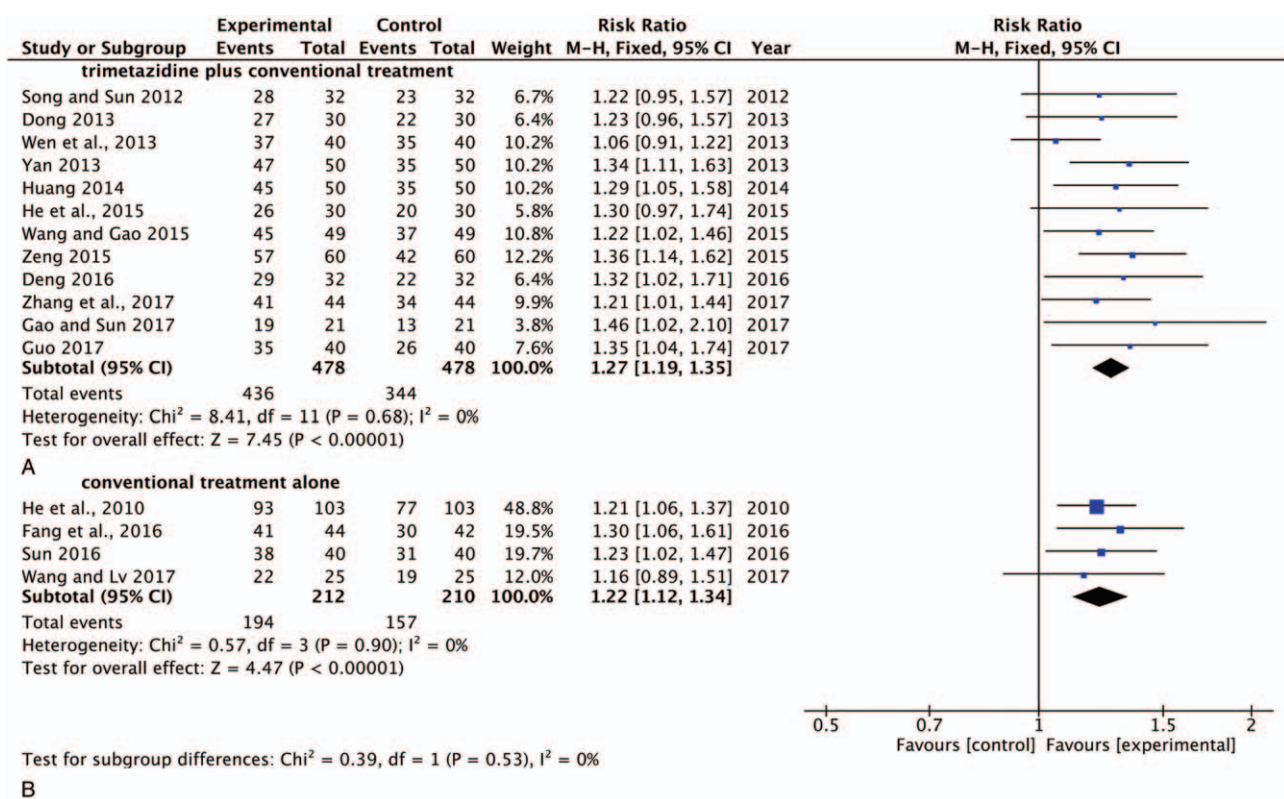 Experimental Control Risk Ratio Risk Ratio
Study or Subgroup Events Total Events Total Weight M-H, Fixed, 95% CI Year M-H, Fixed, 95% CI
trimetazidine plus conventional treatment
Song and Sun 2012 28 32 23 32 6.7% 1.22 [0.95, 1.57] 2012
Dong 2013 27 30 22 30 6.4% 1.23 [0.96, 1.57] 2013
Wen et al., 2013 37 40 35 40 10.2% 1.06 [0.91, 1.22] 2013
Yan 2013 47 50 35 50 10.2% 1.34 [1.11, 1.63] 2013
Huang 2014 45 50 35 50 10.2% 1.29 [1.05, 1.58] 2014
He et al., 2015 26 30 20 30 5.8% 1.30 [0.97, 1.74] 2015
Wang and Gao 2015 45 49 37 49 10.8% 1.22 [1.02, 1.46] 2015
Zeng 2015 57 60 42 60 12.2% 1.36 [1.14, 1.62] 2015
Deng 2016 29 32 22 32 6.4% 1.32 [1.02, 1.71] 2016
Zhang et al., 2017 41 44 34 44 9.9% 1.21 [1.01, 1.44] 2017
Gao and Sun 2017 19 21 13 21 3.8% 1.46 [1.02, 2.10] 2017
Guo 2017 35 40 26 40 7.6% 1.35 [1.04, 1.74] 2017
Subtotal (95% CI) 478 478 100.0% 1.27 [1.19, 1.35]
Total events 436 344
Heterogeneity: Chi² = 8.41, df = 11 (P = 0.68); I² = 0%
Test for overall effect: Z = 7.45 (P < 0.00001)
A
conventional treatment alone
He et al., 2010 93 103 77 103 48.8% 1.21 [1.06, 1.37] 2010
Fang et al., 2016 41 44 30 42 19.5% 1.30 [1.06, 1.61] 2016
Sun 2016 38 40 31 40 19.7% 1.23 [1.02, 1.47] 2016
Wang and Lv 2017 22 25 19 25 12.0% 1.16 [0.89, 1.51] 2017
Subtotal (95% CI) 212 210 100.0% 1.22 [1.12, 1.34]
Total events 194 157
Heterogeneity: Chi² = 0.57, df = 3 (P = 0.90); I² = 0%
Test for overall effect: Z = 4.47 (P < 0.00001)
0.5 0.7 1 1.5 2
Favours [control] Favours [experimental]
Test for subgroup differences: Chi² = 0.39, df = 1 (P = 0.53), I² = 0%
B